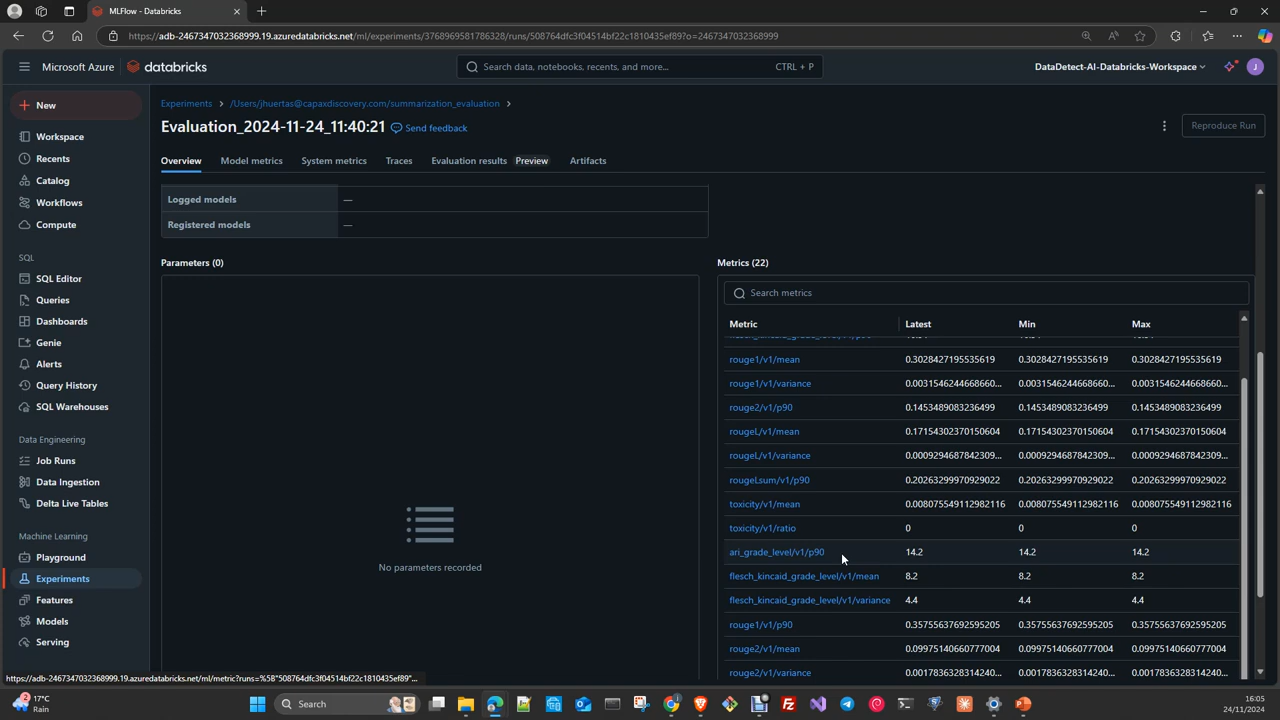 MLFlow - Databricks
https://adb-2467347032368999.19.azuredatabricks.net/ml/experiments/3768969581786328/runs/508764dfc3f04514bf22c1810435ef89?o=2467347032368999
Microsoft Azure
databricks
Search data, notebooks, recents, and more...
CTRL + P
DataDetect-AI-Databricks-Workspace
J
New
Workspace
Recents
Catalog
Workflows
Compute
SQL
SQL Editor
Queries
Dashboards
Genie
Alerts
Query History
SQL Warehouses
Data Engineering
Job Runs
Data Ingestion
Delta Live Tables
Machine Learning
Playground
Experiments
Features
Models
Serving
Experiments > /Users/jhuertas@capaxdiscovery.com/summarization_evaluation >
Evaluation_2024-11-24_11:40:21 Send feedback
Reproduce Run
Overview Model metrics System metrics Traces Evaluation results Preview Artifacts
Logged models —
Registered models —
Parameters (0)
No parameters recorded
Metrics (22)
Search metrics
Metric Latest Min Max
rouge1/v1/mean 0.3028427195535619 0.3028427195535619 0.3028427195535619
rouge1/v1/variance 0.0031546244668660... 0.0031546244668660... 0.0031546244668660...
rouge2/v1/p90 0.1453489083236499 0.1453489083236499 0.1453489083236499
rougeL/v1/mean 0.17154302370150604 0.17154302370150604 0.17154302370150604
rougeL/v1/variance 0.0009294687842309... 0.0009294687842309... 0.0009294687842309...
rougeLsum/v1/p90 0.20263299970929022 0.20263299970929022 0.20263299970929022
toxicity/v1/mean 0.008075549112982116 0.008075549112982116 0.008075549112982116
toxicity/v1/ratio 0 0 0
ari_grade_level/v1/p90 14.2 14.2 14.2
flesch_kincaid_grade_level/v1/mean 8.2 8.2 8.2
flesch_kincaid_grade_level/v1/variance 4.4 4.4 4.4
rouge1/v1/p90 0.35755637692595205 0.35755637692595205 0.35755637692595205
rouge2/v1/mean 0.09975140660777004 0.09975140660777004 0.09975140660777004
rouge2/v1/variance 0.0017836328314240... 0.0017836328314240... 0.0017836328314240...
https://adb-2467347032368999.19.azuredatabricks.net/ml/metric?runs=%5B"508764dfc3f04514bf22c1810435ef89"...
2
17°C
Rain
Search
16:05
24/11/2024